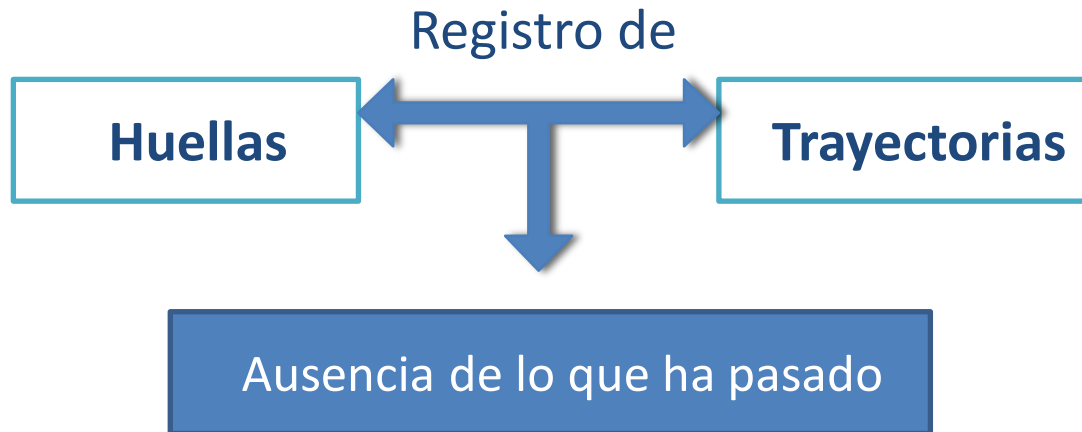 Registro de
Huellas
Trayectorias
Ausencia de lo que ha pasado